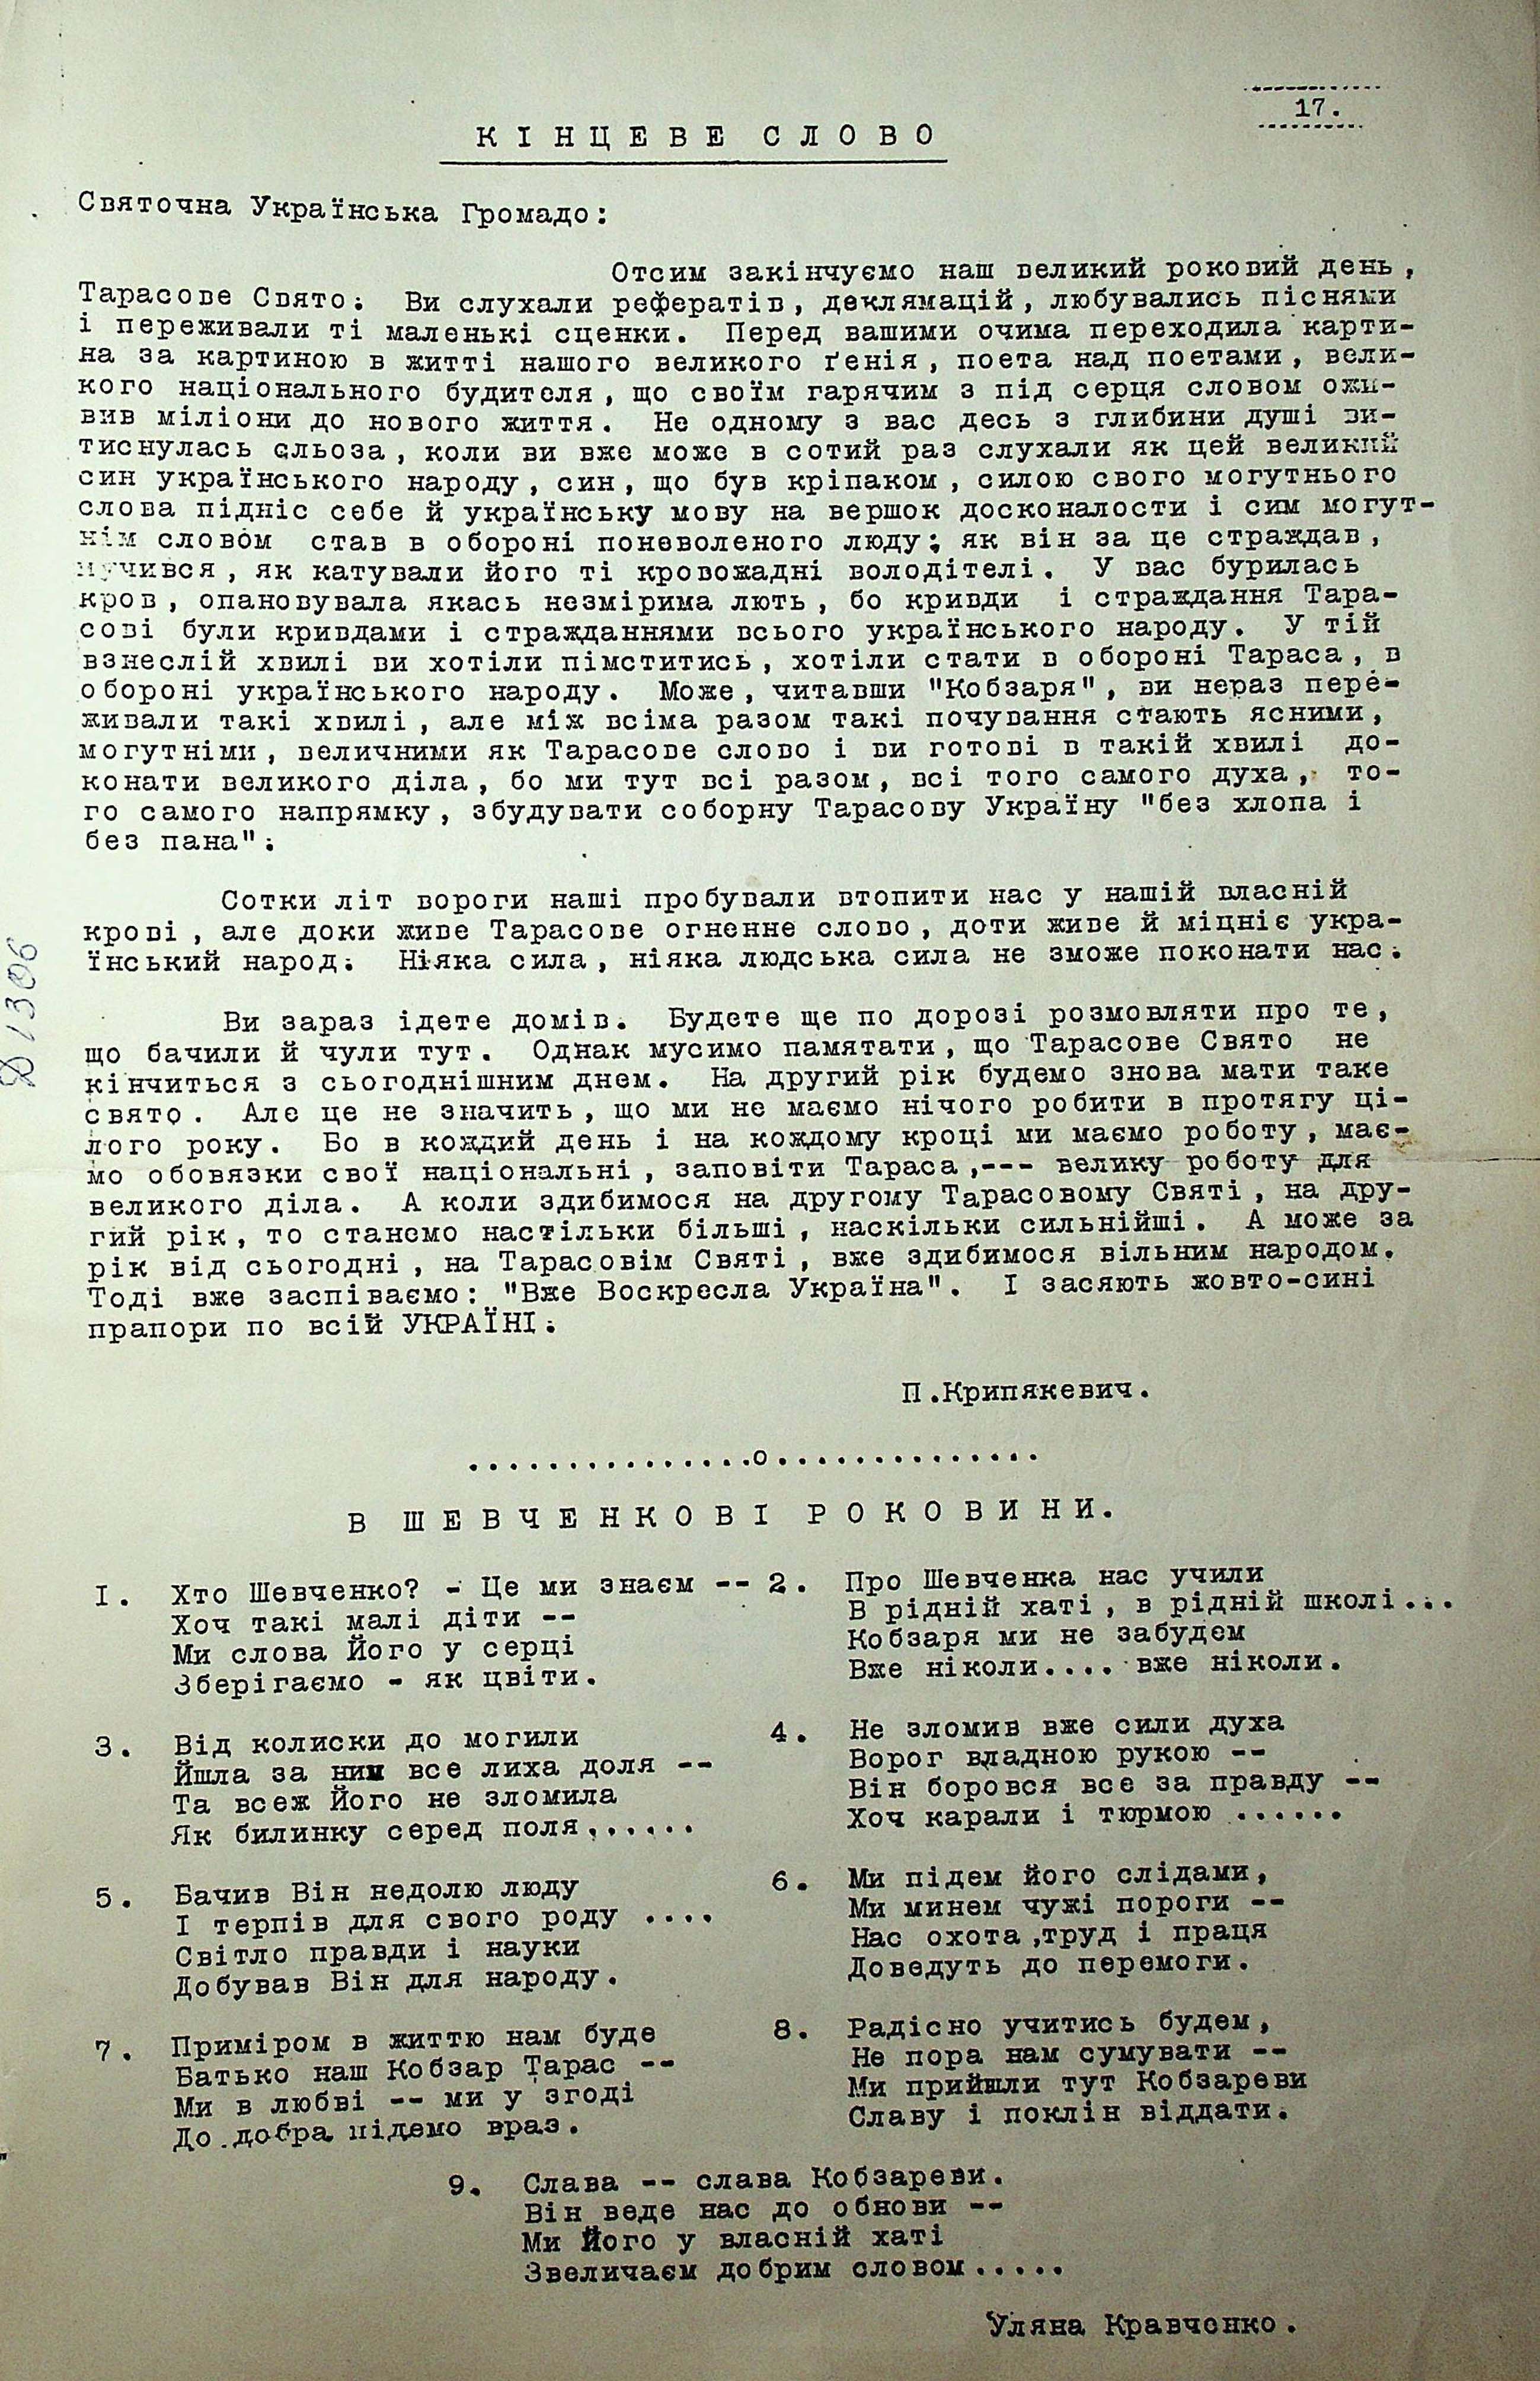 17.
КІНЦЕВЕ СЛОВО
Святочна Українська Громадо:
Отсим закінчуємо наш великий роковий день,
Тарасове Свято. Ви слухали рефератів, деклямацій, любувались піснями
і переживали ті маленькі сценки. Перед вашими очима переходила карти-
на за картиною в житті нашого великого ґенія, поета над поетами, вели-
кого національного будителя, що своїм гарячим з під серця словом ожи-
вив міліони до нового життя. Не одному з вас десь з глибини душі ви-
тиснулась сльоза, коли ви вже може в сотий раз слухали як цей великий
син українського народу, син, що був кріпаком, силою свого могутнього
слова підніс себе й українську мову на вершок досконалости і сим могут-
нім словом став в обороні поневоленого люду; як він за це страждав,
мучився, як катували його ті кровожадні володітелі. У вас бурилась
кров, опановувала якась незмірима лють, бо кривди і страждання Тара-
сові були кривдами і стражданнями всього українського народу. У тій
взнеслій хвилі ви хотіли пімститись, хотіли стати в обороні Тараса, в
обороні українського народу. Може, читавши "Кобзаря", ви нераз пере-
живали такі хвилі, але між всіма разом такі почування стають ясними,
могутніми, величними як Тарасове слово і ви готові в такій хвилі до-
конати великого діла, бо ми тут всі разом, всі того самого духа, то-
го самого напрямку, збудувати соборну Тарасову Україну "без хлопа і
без пана".
Сотки літ вороги наші пробували втопити нас у нашій власній
крові, але доки живе Тарасове огненне слово, доти живе й міцніє укра-
їнський народ. Ніяка сила, ніяка людська сила не зможе поконати нас.
Ви зараз ідете домів. Будете ще по дорозі розмовляти про те,
що бачили й чули тут. Однак мусимо памятати, що Тарасове Свято не
кінчиться з сьогоднішним днем. На другий рік будемо знова мати таке
свято. Але це не значить, що ми не маємо нічого робити в протягу ці-
лого року. Бо в кождий день і на кождому кроці ми маємо роботу, має-
мо обовязки свої національні, заповіти Тараса,--- велику роботу для
великого діла. А коли здибимося на другому Тарасовому Святі, на дру-
гий рік, то станемо настільки більші, наскільки сильнійші. А може за
рік від сьогодні, на Тарасовім Святі, вже здибимося вільним народом.
Тоді вже заспіваємо: "Вже Воскресла Україна". І засяють жовто-сині
прапори по всій УКРАЇНІ.
П.Крипякевич.
...............о..............
В ШЕВЧЕНКОВІ РОКОВИНИ.
І. Хто Шевченко? - Це ми знаєм --
Хоч такі малі діти --
Ми слова Його у серці
Зберігаємо - як цвіти.
2. Про Шевченка нас учили
В рідній хаті, в рідній школі...
Кобзаря ми не забудем
Вже ніколи.... вже ніколи.
3. Від колиски до могили
Йшла за ним все лиха доля --
Та всеж Його не зломила
Як билинку серед поля......
4. Не зломив вже сили духа
Ворог владною рукою --
Він боровся все за правду --
Хоч карали і тюрмою ......
5. Бачив Він недолю люду
І терпів для свого роду ....
Світло правди і науки
Добував Він для народу.
6. Ми підем його слідами,
Ми минем чужі пороги --
Нас охота,труд і праця
Доведуть до перемоги.
7. Приміром в життю нам буде
Батько наш Кобзар Тарас --
Ми в любві -- ми у згоді
До добра підемо враз.
8. Радісно учитись будем,
Не пора нам сумувати --
Ми прийшли тут Кобзареви
Славу і поклін віддати.
9. Слава -- слава Кобзареви.
Він веде нас до обнови --
Ми Його у власній хаті
Звеличаєм добрим словом.....
Уляна Кравченко.